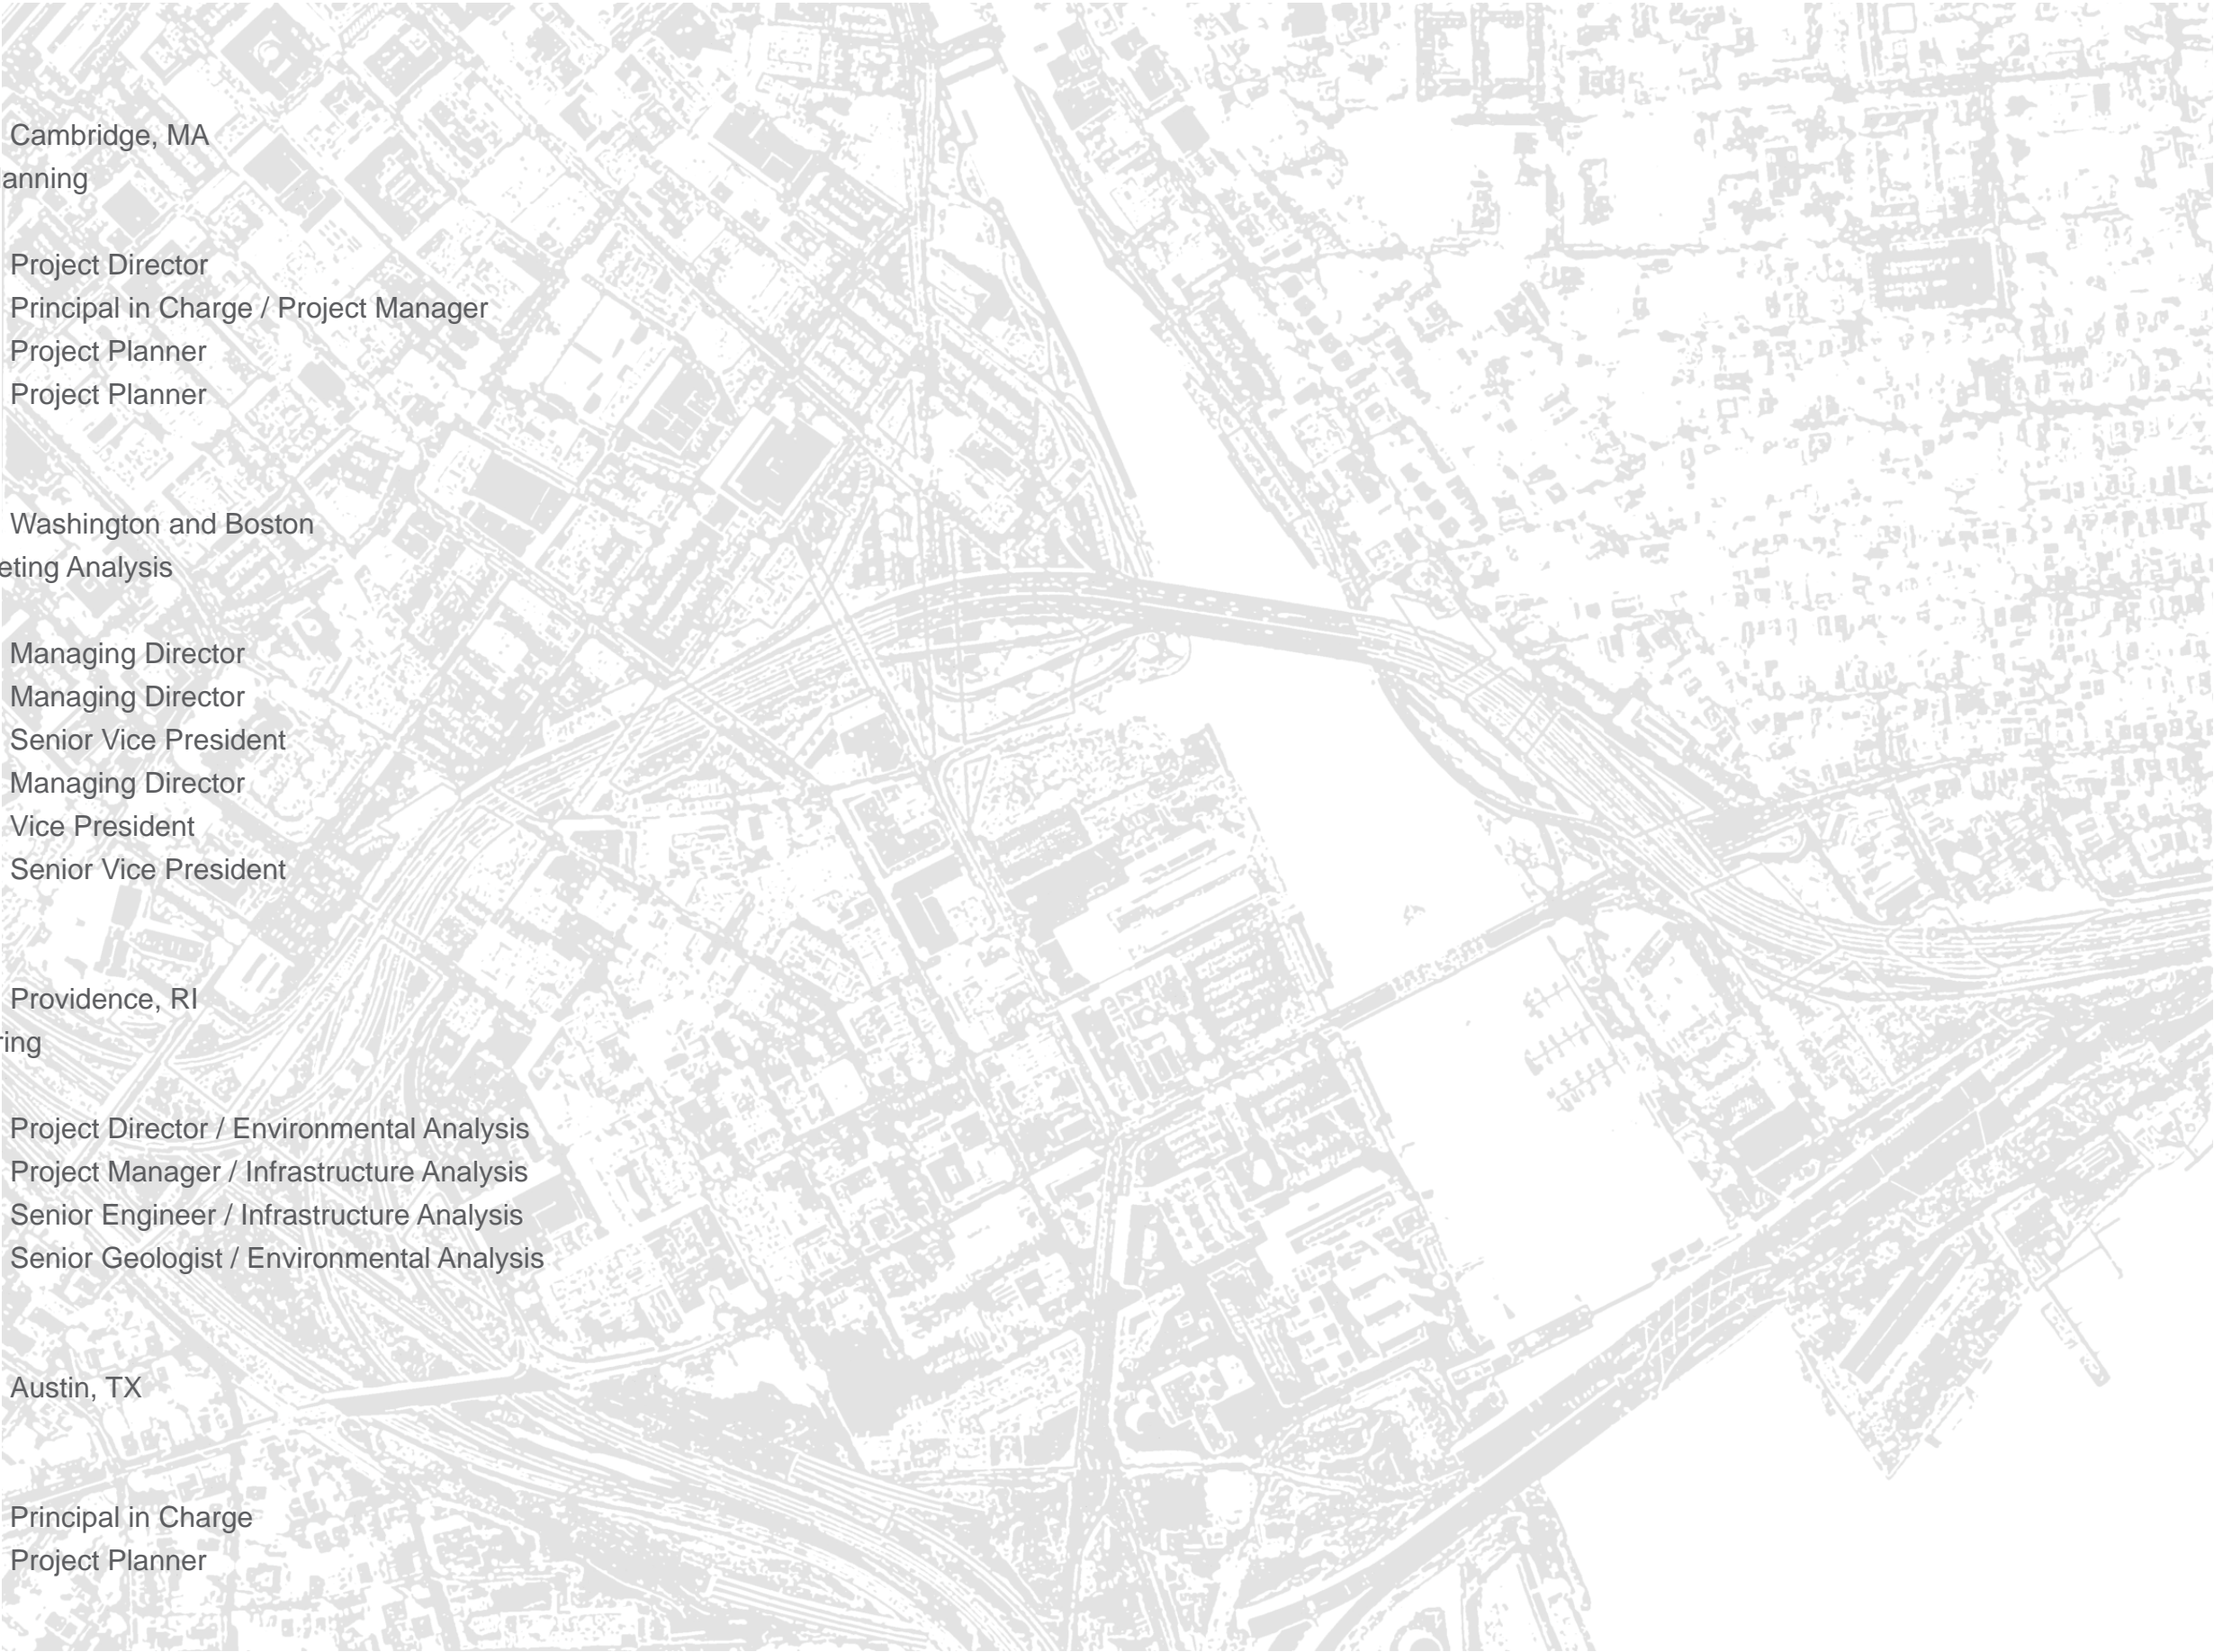 Cambridge, MA
anning
Project Director
Principal in Charge / Project Manager
Project Planner
Project Planner
Washington and Boston
eting Analysis
Managing Director
Managing Director
Senior Vice President
Managing Director
Vice President
Senior Vice President
Providence, RI
ring
Project Director / Environmental Analysis
Project Manager / Infrastructure Analysis
Senior Engineer / Infrastructure Analysis
Senior Geologist / Environmental Analysis
Austin, TX
Principal in Charge
Project Planner